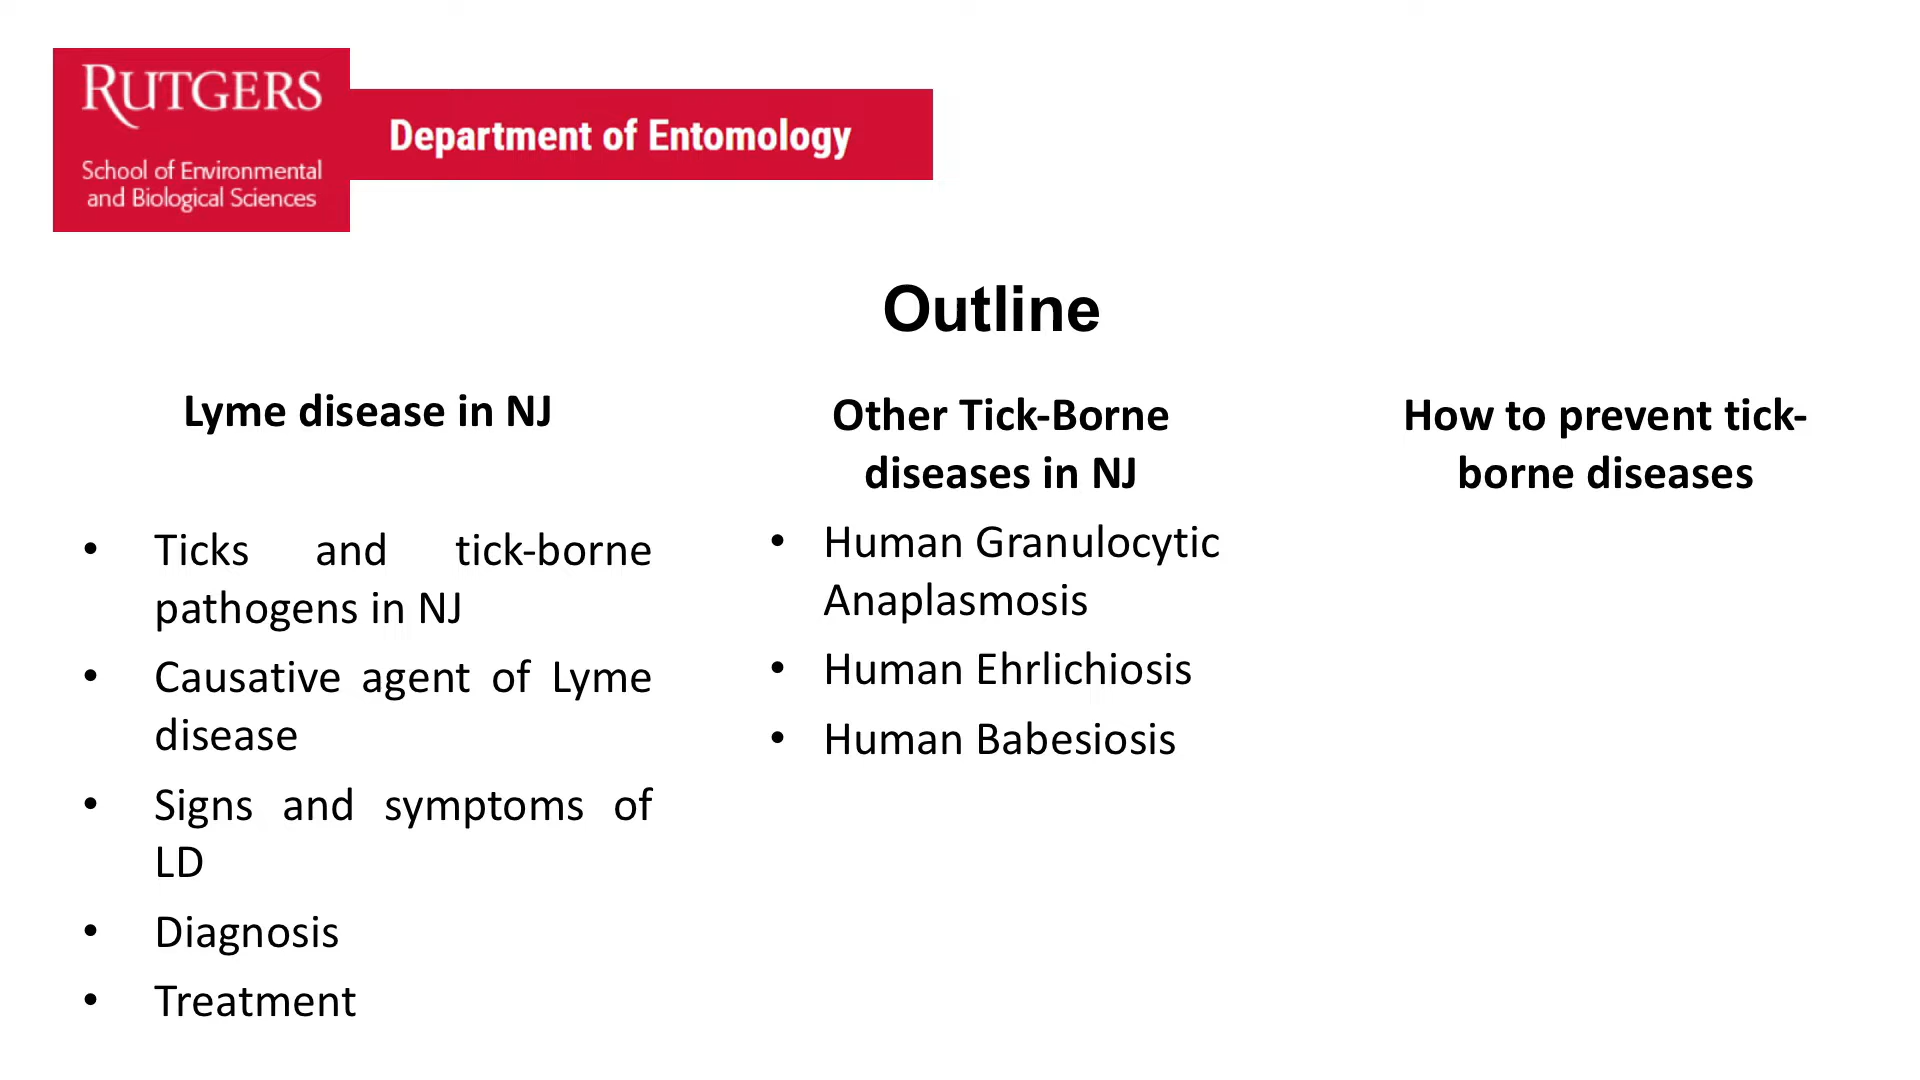 RUTGERS
School of Environmental
and Biological Sciences
Department of Entomology
Outline
Lyme disease in NJ
• Ticks and tick-borne
pathogens in NJ
• Causative agent of Lyme
disease
• Signs and symptoms of
LD
• Diagnosis
• Treatment
Other Tick-Borne
diseases in NJ
• Human Granulocytic
Anaplasmosis
• Human Ehrlichiosis
• Human Babesiosis
How to prevent tick-
borne diseases